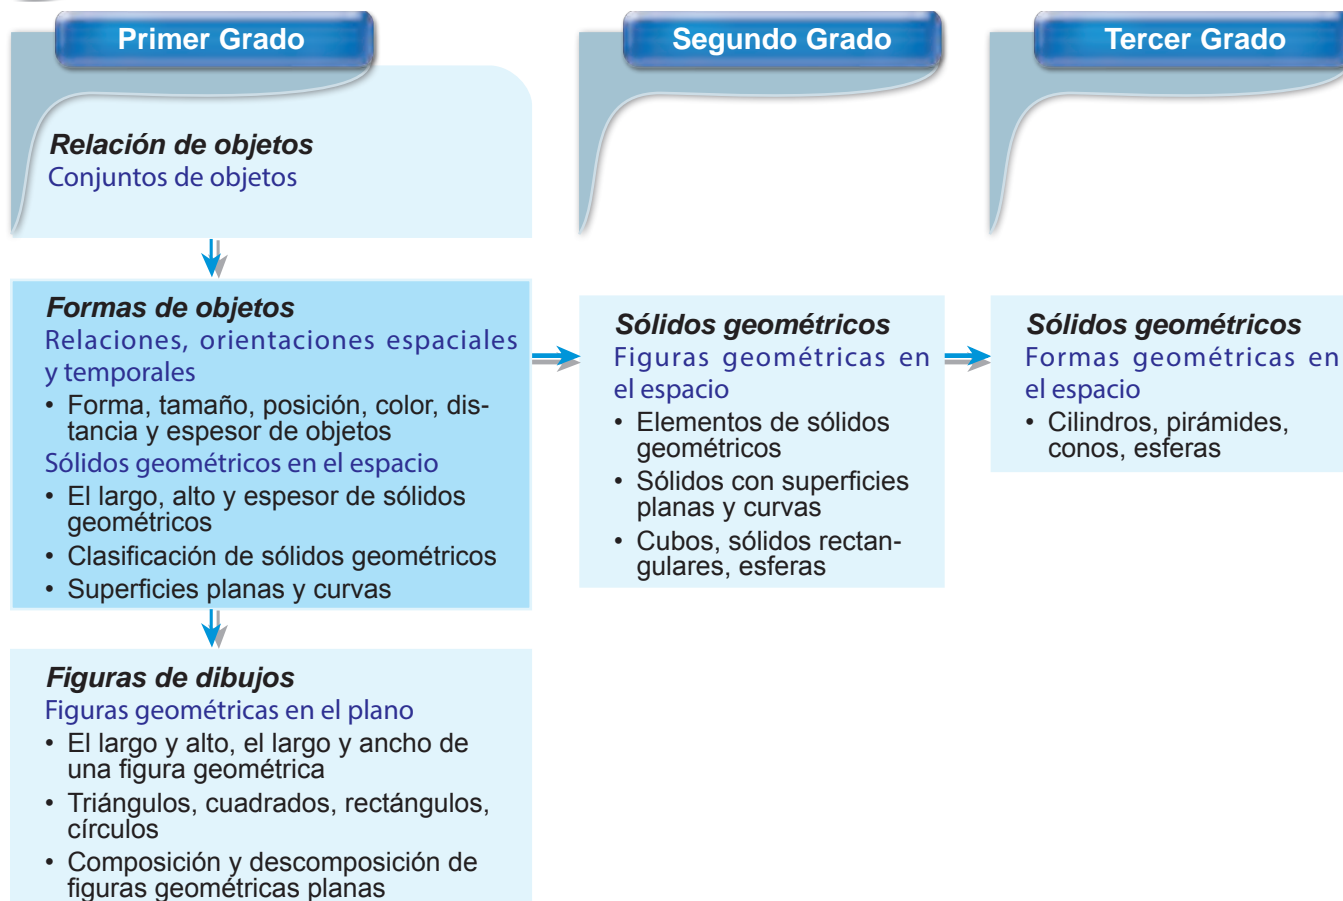 Primer Grado
Relación de objetos
Conjuntos de objetos
Formas de objetos
Relaciones, orientaciones espaciales
y temporales
• Forma, tamaño, posición, color, dis-
tancia y espesor de objetos
Sólidos geométricos en el espacio
• El largo, alto y espesor de sólidos
geométricos
• Clasificación de sólidos geométricos
• Superficies planas y curvas
Figuras de dibujos
Figuras geométricas en el plano
• El largo y alto, el largo y ancho de
una figura geométrica
• Triángulos, cuadrados, rectángulos,
círculos
• Composición y descomposición de
figuras geométricas planas
Segundo Grado
Sólidos geométricos
Figuras geométricas en
el espacio
• Elementos de sólidos
geométricos
• Sólidos con superficies
planas y curvas
• Cubos, sólidos rectan-
gulares, esferas
Tercer Grado
Sólidos geométricos
Formas geométricas en
el espacio
• Cilindros, pirámides,
conos, esferas